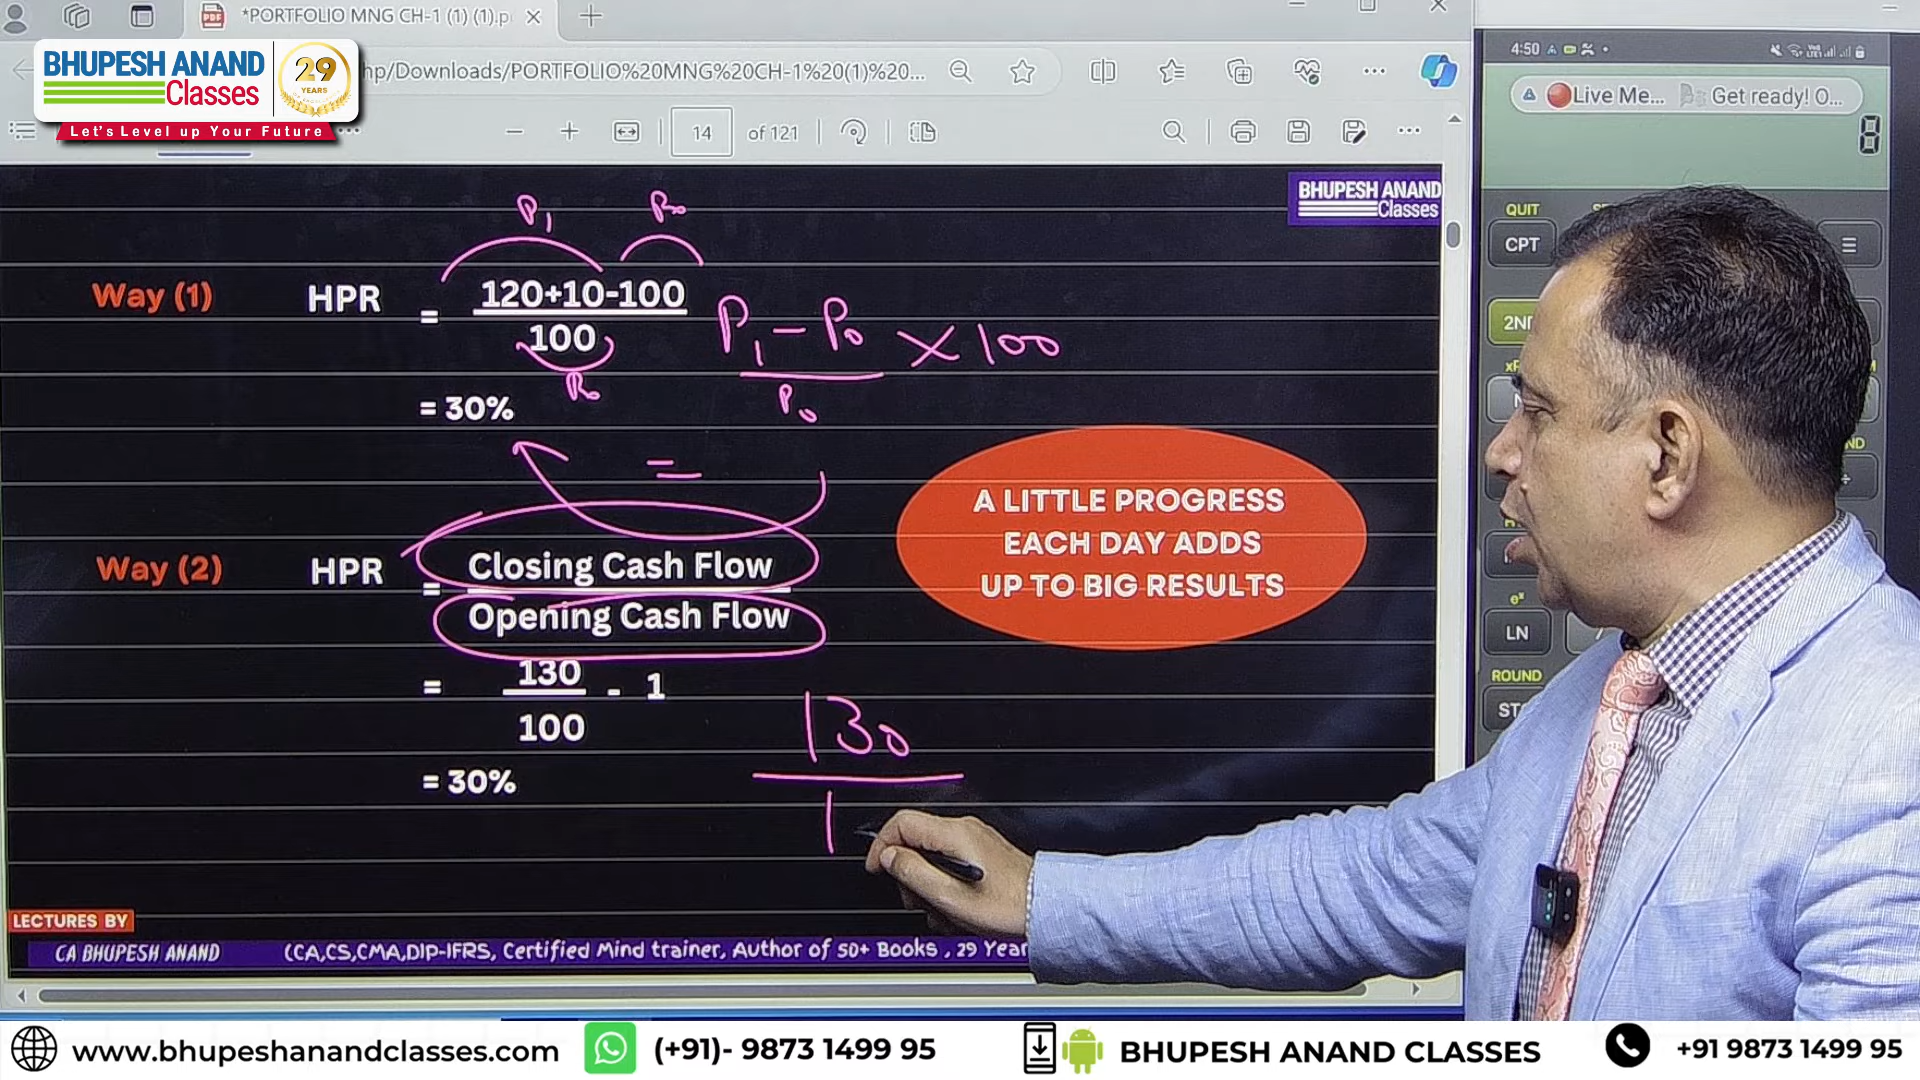 *PORTFOLIO MNG CH-1 (1) (1).p
BHUPESH ANAND
Classes
29
YEARS
Let's Level up Your Future
hp/Downloads/PORTFOLIO%20MNG%20CH-1%20(1)%20...
14 of 121
4:50
Live Me... Get ready! O...
8
BHUPESH ANAND
Classes
P1 P0
Way (1) HPR = 120+10-100
100
P0
P1 - P0 × 100
P0
= 30%
=
Way (2) HPR = Closing Cash Flow
Opening Cash Flow
= 130 - 1
100
= 30%
130
1
A LITTLE PROGRESS
EACH DAY ADDS
UP TO BIG RESULTS
QUIT
CPT
2ND
LN
ROUND
LECTURES BY
CA BHUPESH ANAND (CA,CS,CMA,DIP-IFRS, Certified Mind trainer, Author of 50+ Books , 29 Year
www.bhupeshanandclasses.com
(+91)- 9873 1499 95
BHUPESH ANAND CLASSES
+91 9873 1499 95